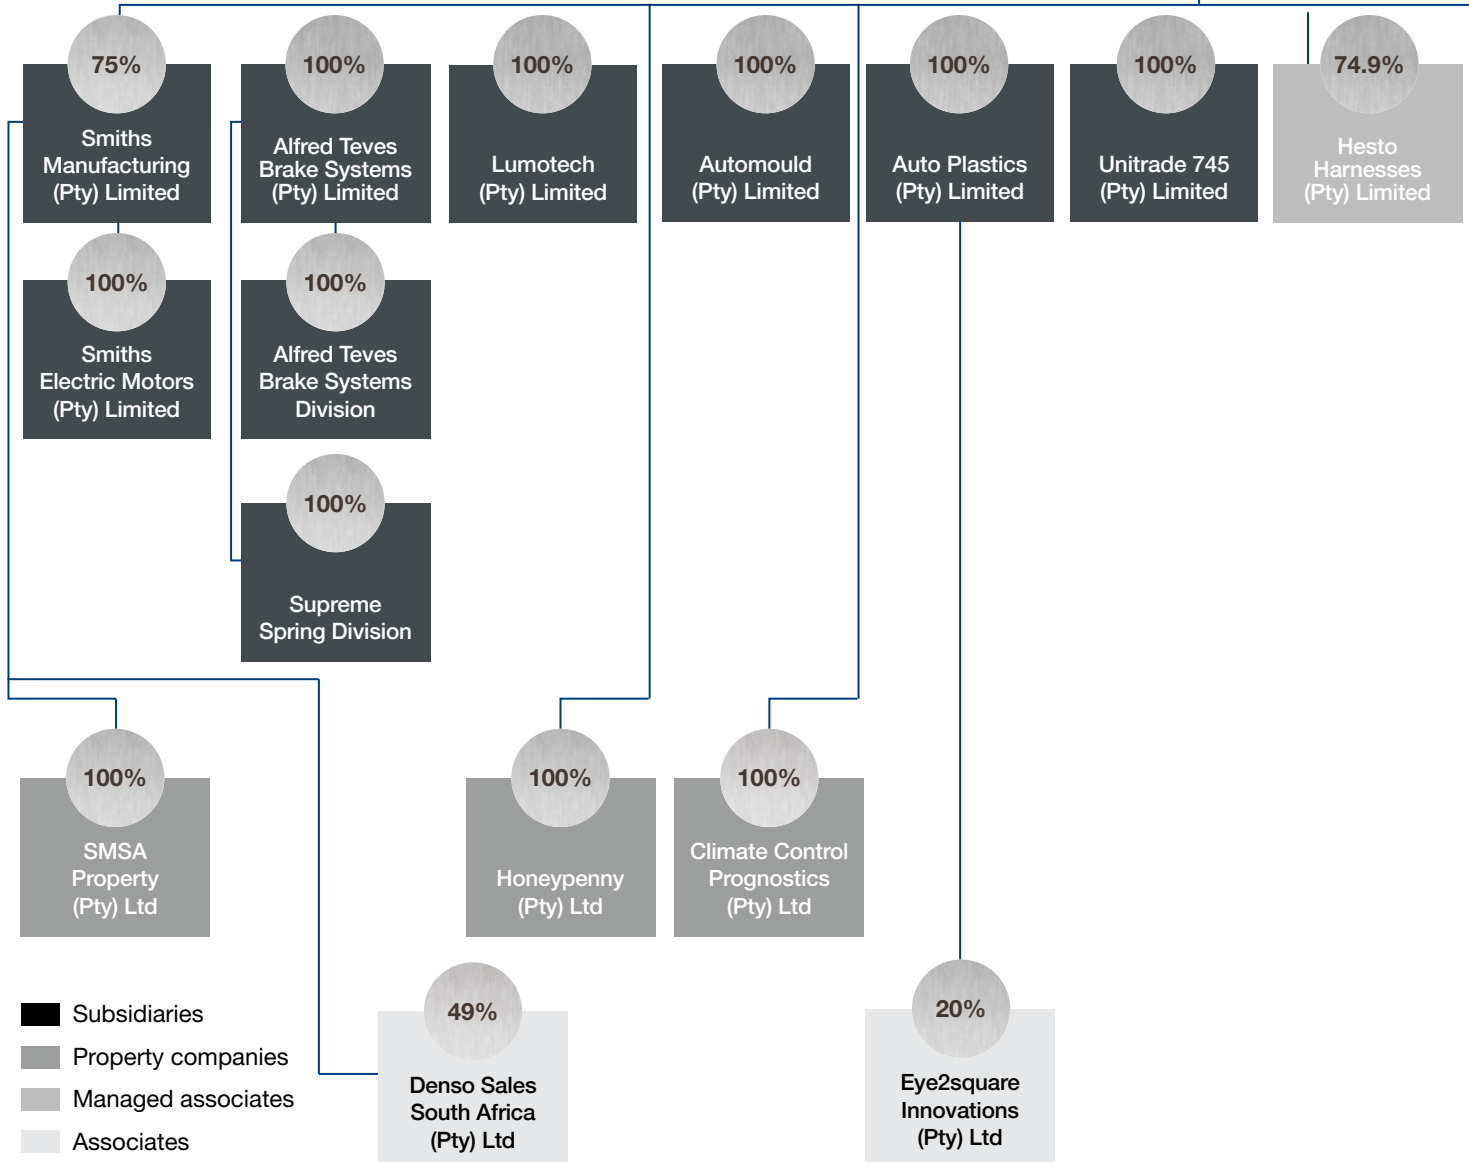 75%
Smiths
Manufacturing
(Pty) Limited
100%
Alfred Teves
Brake Systems
(Pty) Limited
100%
Lumotech
(Pty) Limited
100%
Automould
(Pty) Limited
100%
Auto Plastics
(Pty) Limited
100%
Unitrade 745
(Pty) Limited
74.9%
Hesto
Harnesses
(Pty) Limited
100%
Smiths
Electric Motors
(Pty) Limited
100%
Alfred Teves
Brake Systems
Division
100%
Supreme
Spring Division
100%
SMSA
Property
(Pty) Ltd
100%
Honeypenny
(Pty) Ltd
100%
Climate Control
Prognostics
(Pty) Ltd
49%
Denso Sales
South Africa
(Pty) Ltd
20%
Eye2square
Innovations
(Pty) Ltd
Subsidiaries
Property companies
Managed associates
Associates